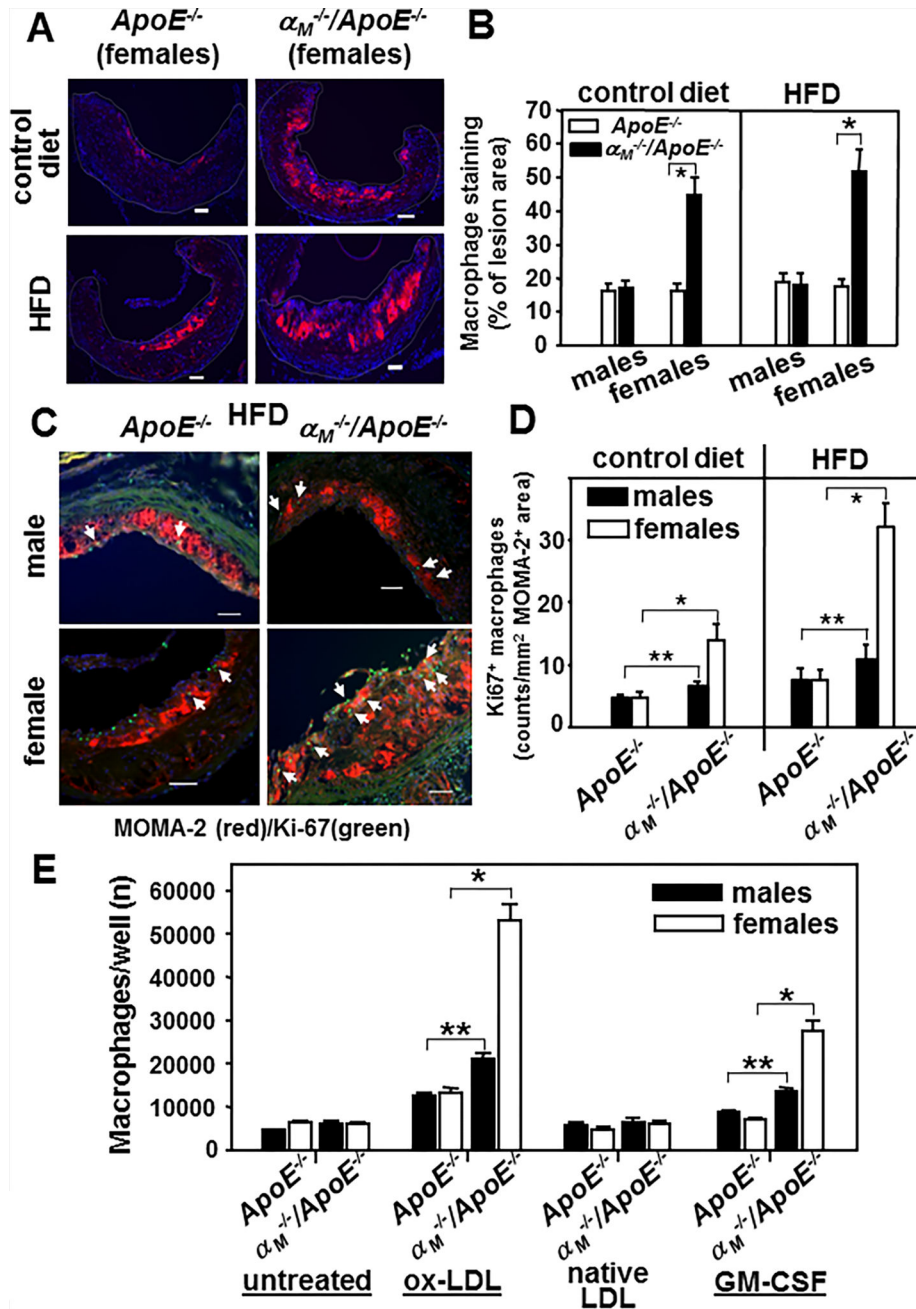 A
ApoE-/-
(females)
αM-/-/ApoE-/-
(females)
control
diet
HFD
B
control diet
HFD
ApoE-/-
αM-/-/ApoE-/-
*
*
Macrophage staining
(% of lesion area)
70
60
50
40
30
20
10
0
males
females
males
females
C
HFD
ApoE-/-
αM-/-/ApoE-/-
male
female
MOMA-2 (red)/Ki-67(green)
D
control diet
HFD
males
females
*
*
**
**
Ki67+ macrophages
(counts/mm2 MOMA-2+ area)
30
20
10
0
ApoE-/-
αM-/-/ApoE-/-
ApoE-/-
αM-/-/ApoE-/-
E
Macrophages/well (n)
60000
50000
40000
30000
20000
10000
0
males
females
*
**
*
**
ApoE-/-
αM-/-/ApoE-/-
ApoE-/-
αM-/-/ApoE-/-
ApoE-/-
αM-/-/ApoE-/-
ApoE-/-
αM-/-/ApoE-/-
untreated
ox-LDL
native
LDL
GM-CSF